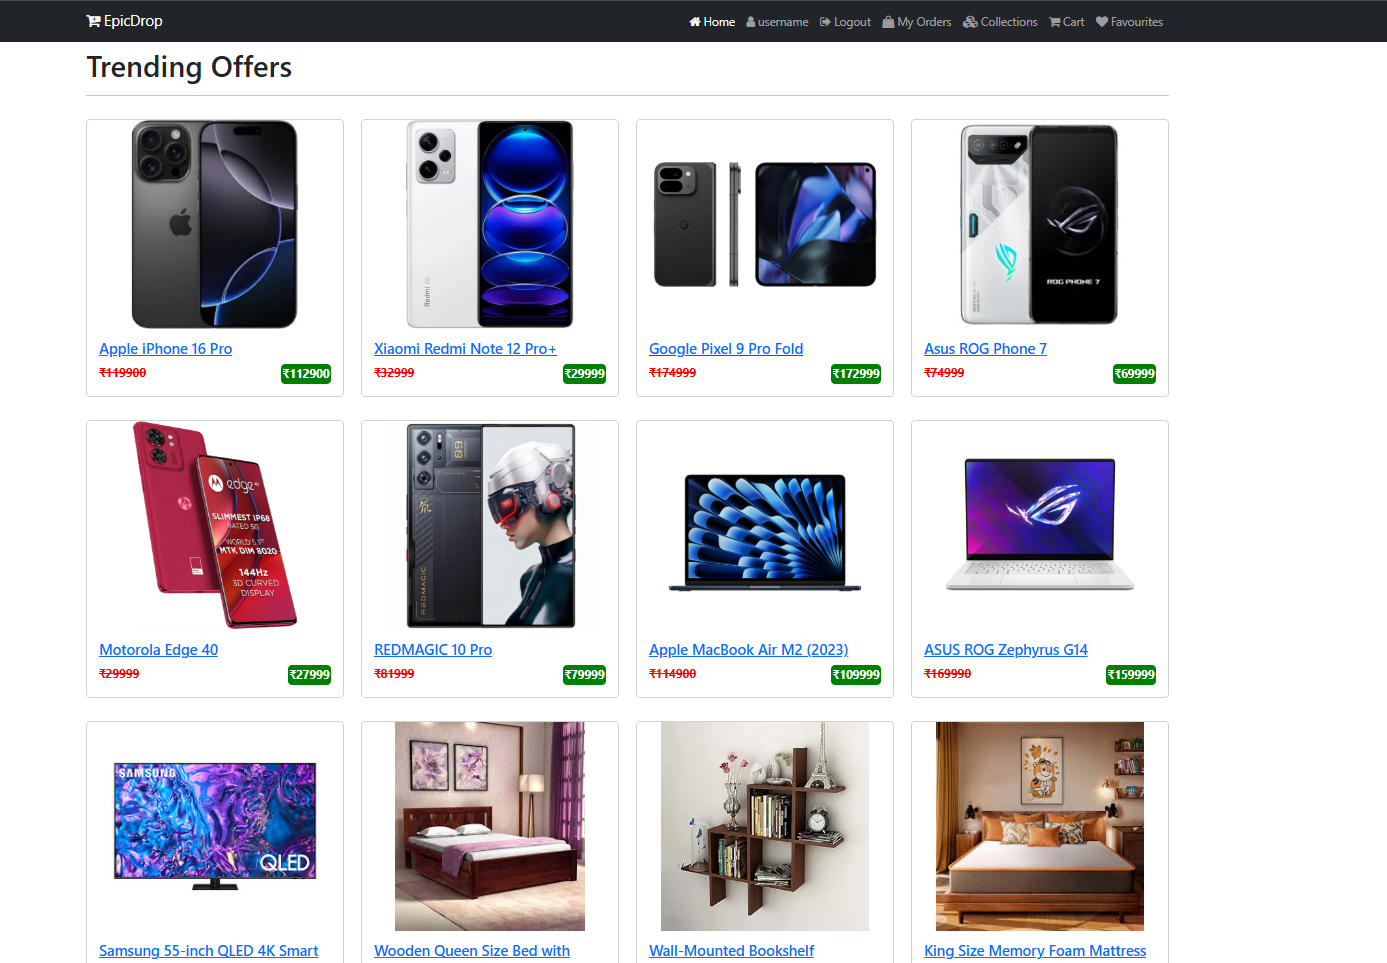 EpicDrop
Home username Logout My Orders Collections Cart Favourites
Trending Offers
ROG PHONE 7
Redmi
Apple iPhone 16 Pro
₹119900 ₹112900
Xiaomi Redmi Note 12 Pro+
₹32999 ₹29999
Google Pixel 9 Pro Fold
₹174999 ₹172999
Asus ROG Phone 7
₹74999 ₹69999
edge 40
SLIMMEST IP68
RATED 5G
WORLD'S 1ST
MTK DIM 8020
144Hz
3D CURVED
DISPLAY
REDMAGIC
Motorola Edge 40
₹29999 ₹27999
REDMAGIC 10 Pro
₹81999 ₹79999
Apple MacBook Air M2 (2023)
₹114900 ₹109999
ASUS ROG Zephyrus G14
₹169990 ₹159999
SAMSUNG
QLED
Samsung 55-inch QLED 4K Smart
Wooden Queen Size Bed with
Wall-Mounted Bookshelf
King Size Memory Foam Mattress